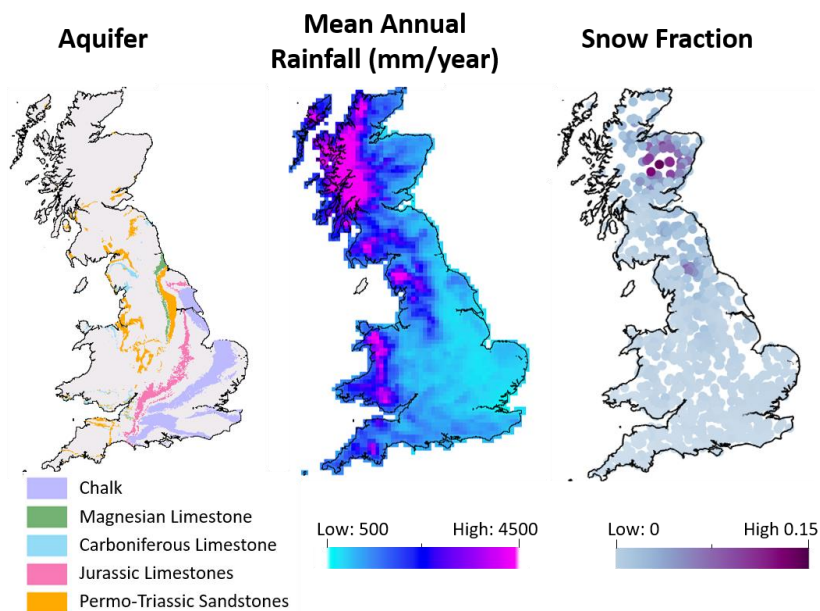 Aquifer
Mean Annual
Rainfall (mm/year)
Snow Fraction
Chalk
Magnesian Limestone
Carboniferous Limestone
Jurassic Limestones
Permo-Triassic Sandstones
Low: 500
High: 4500
Low: 0
High 0.15